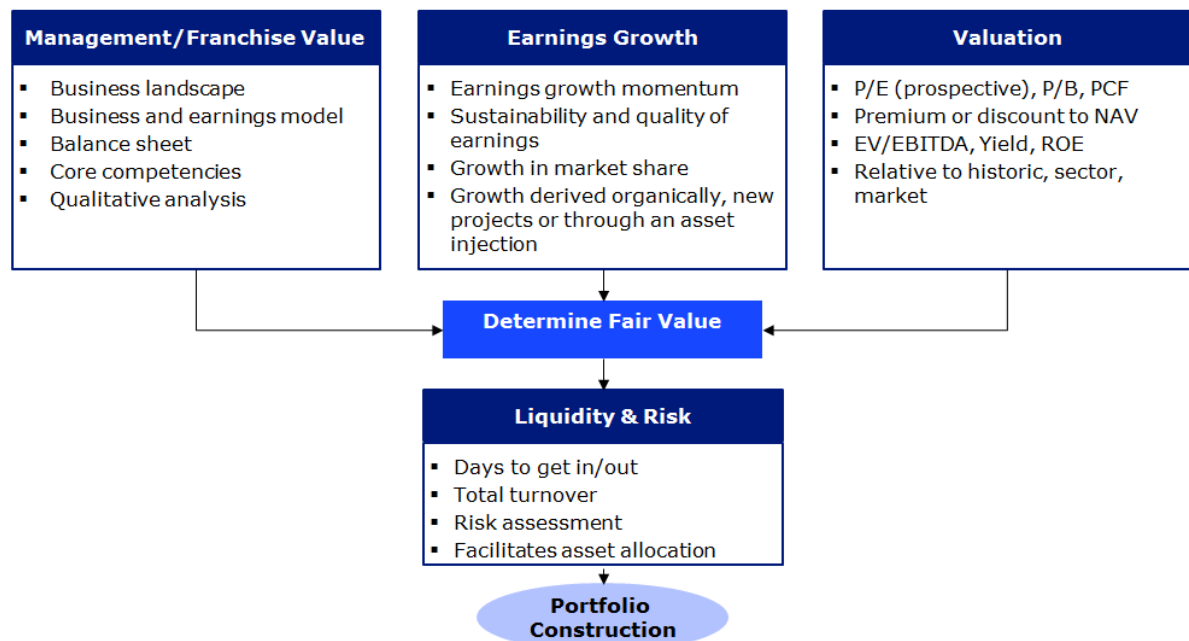 Management/Franchise Value
▪ Business landscape
▪ Business and earnings model
▪ Balance sheet
▪ Core competencies
▪ Qualitative analysis
Earnings Growth
▪ Earnings growth momentum
▪ Sustainability and quality of
earnings
▪ Growth in market share
▪ Growth derived organically, new
projects or through an asset
injection
Valuation
▪ P/E (prospective), P/B, PCF
▪ Premium or discount to NAV
▪ EV/EBITDA, Yield, ROE
▪ Relative to historic, sector,
market
Determine Fair Value
Liquidity & Risk
▪ Days to get in/out
▪ Total turnover
▪ Risk assessment
▪ Facilitates asset allocation
Portfolio
Construction